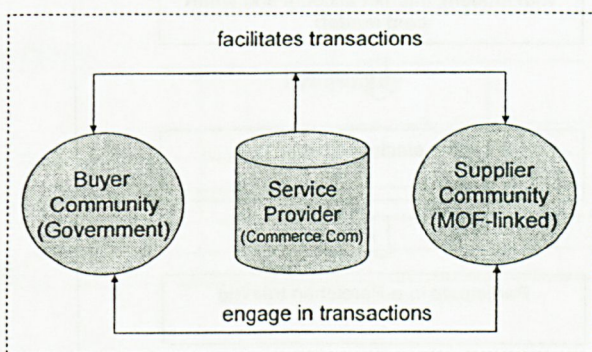 facilitates transactions
Buyer
Community
(Government)
Service
Provider
(Commerce.Com)
Supplier
Community
(MOF-linked)
engage in transactions